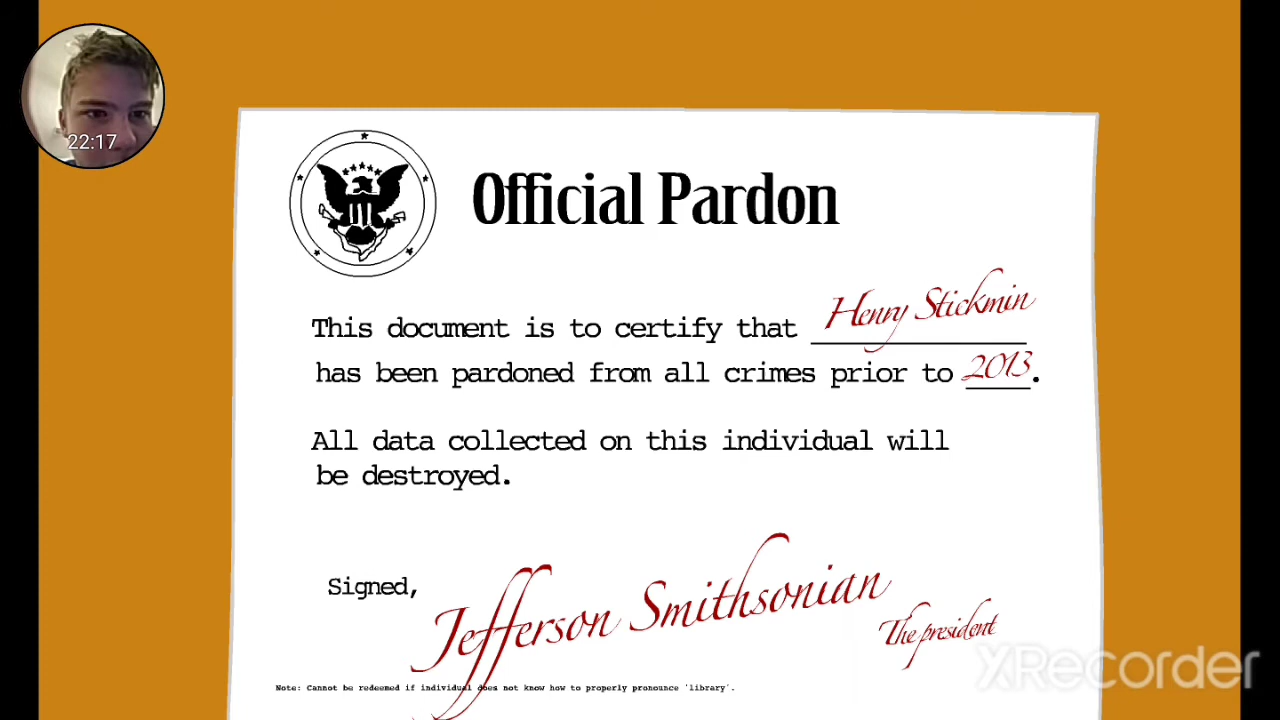 22:17
Official Pardon
This document is to certify that Henry Stickmin
has been pardoned from all crimes prior to 2013.
All data collected on this individual will
be destroyed.
Signed, Jefferson Smithsonian
The president
Note: Cannot be redeemed if individual does not know how to properly pronounce 'library'.
XRecorder